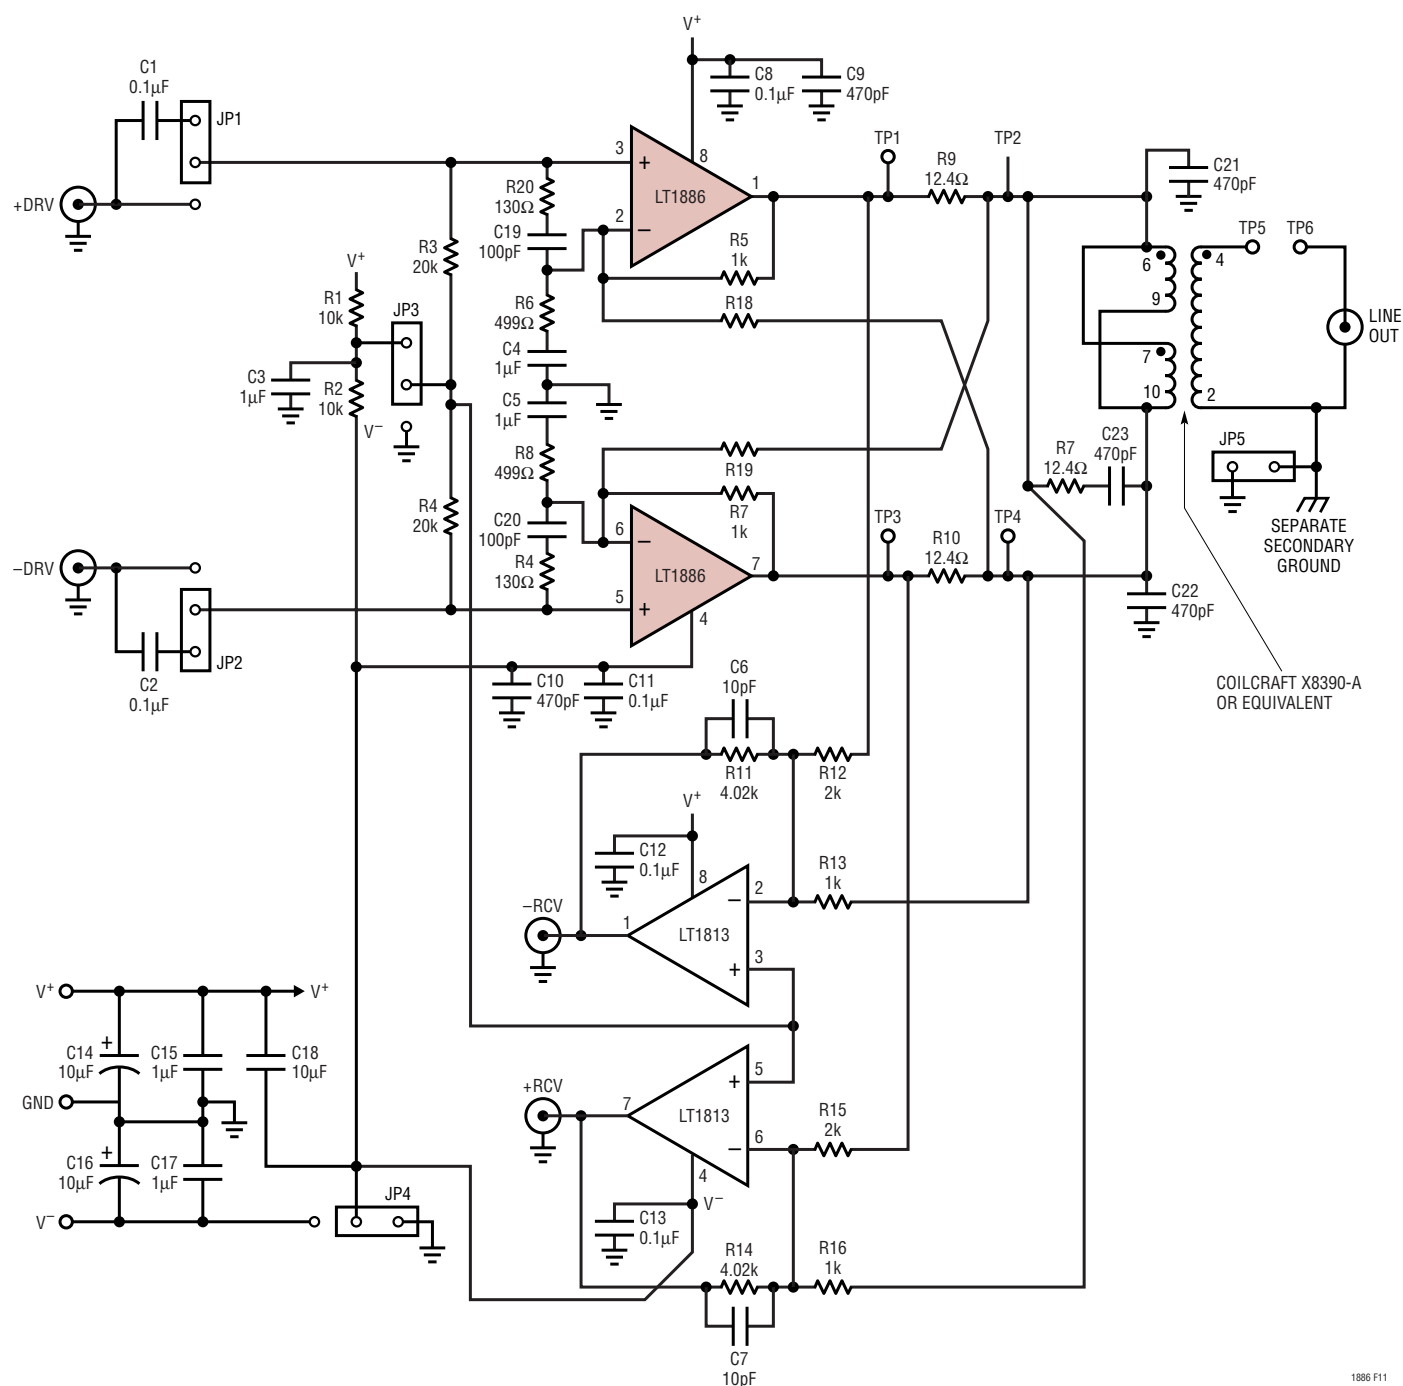 V+
C1
0.1µF
JP1
C8
0.1µF
C9
470pF
+DRV
3
+
8
LT1886
1
2
–
TP1
R9
12.4Ω
TP2
C21
470pF
R20
130Ω
C19
100pF
R3
20k
R5
1k
R18
TP5
TP6
6
4
9
7
10
2
LINE
OUT
V+
R1
10k
JP3
R6
499Ω
C4
1µF
C3
1µF
R2
10k
V–
C5
1µF
R8
499Ω
R19
R7
1k
R7
12.4Ω
C23
470pF
JP5
SEPARATE
SECONDARY
GROUND
R4
20k
C20
100pF
R4
130Ω
6
–
LT1886
7
5
+
4
TP3
R10
12.4Ω
TP4
C22
470pF
–DRV
JP2
C2
0.1µF
C10
470pF
C11
0.1µF
C6
10pF
COILCRAFT X8390-A
OR EQUIVALENT
R11
4.02k
R12
2k
V+
C12
0.1µF
8
2
–
R13
1k
–RCV
1
LT1813
3
+
V+
V+
+
C14
10µF
C15
1µF
C18
10µF
GND
+
C16
10µF
C17
1µF
V–
JP4
+RCV
7
LT1813
5
+
6
–
R15
2k
4
V–
C13
0.1µF
R14
4.02k
R16
1k
C7
10pF
1886 F11